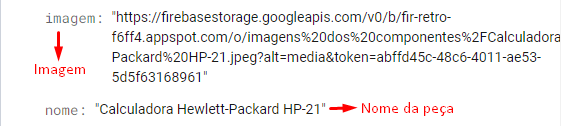 imagem: "https://firebasestorage.googleapis.com/v0/b/fir-retro-
f6ff4.appspot.com/o/imagens%20dos%20componentes%2FCalculadora
Packard%20HP-21.jpeg?alt=media&token=abffd45c-48c6-4011-ae53-
5d5f63168961"
Imagem
nome: "Calculadora Hewlett-Packard HP-21" Nome da peça